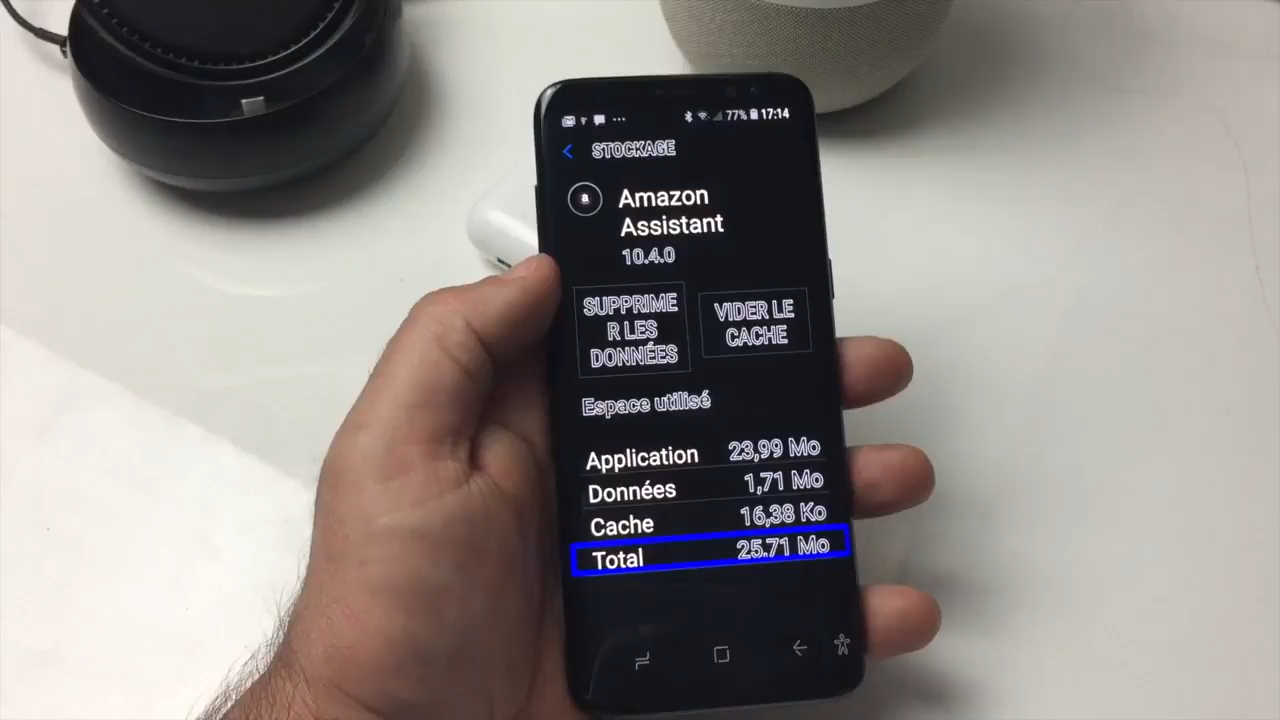 77% 17:14
STOCKAGE
a
Amazon
Assistant
10.4.0
SUPPRIME
R LES
DONNÉES
VIDER LE
CACHE
Espace utilisé
Application 23,99 Mo
Données 1,71 Mo
Cache 16,38 Ko
Total 25.71 Mo